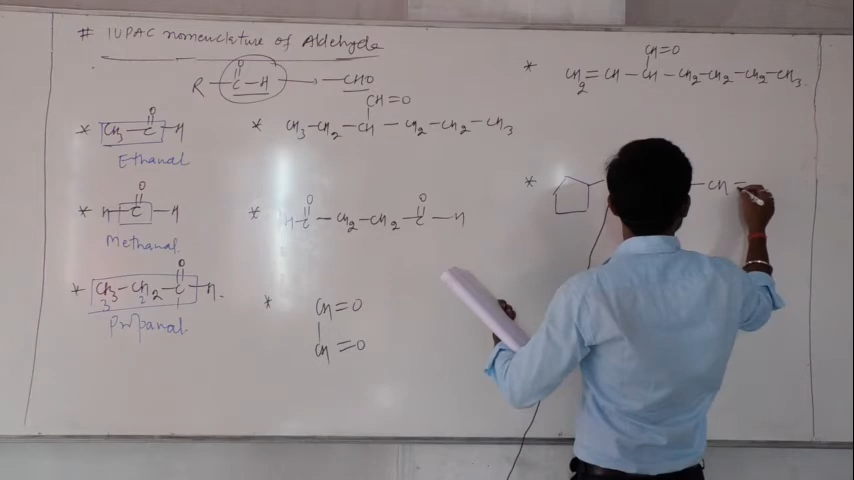 # IUPAC nomenclature of Aldehyde
O
R – C – H → CHO
* CH3 – C – H
O
Ethanal
* H – C – H
O
Methanal
* CH3 – CH2 – C – H.
O
3 2
Propanal
CH = O
* CH3 – CH2 – CH – CH2 – CH2 – CH3
O O
* H – C – CH2 – CH2 – C – H
* CH = O
CH = O
CH = O
* CH2 = CH – CH – CH2 – CH2 – CH2 – CH3.
* – CH =